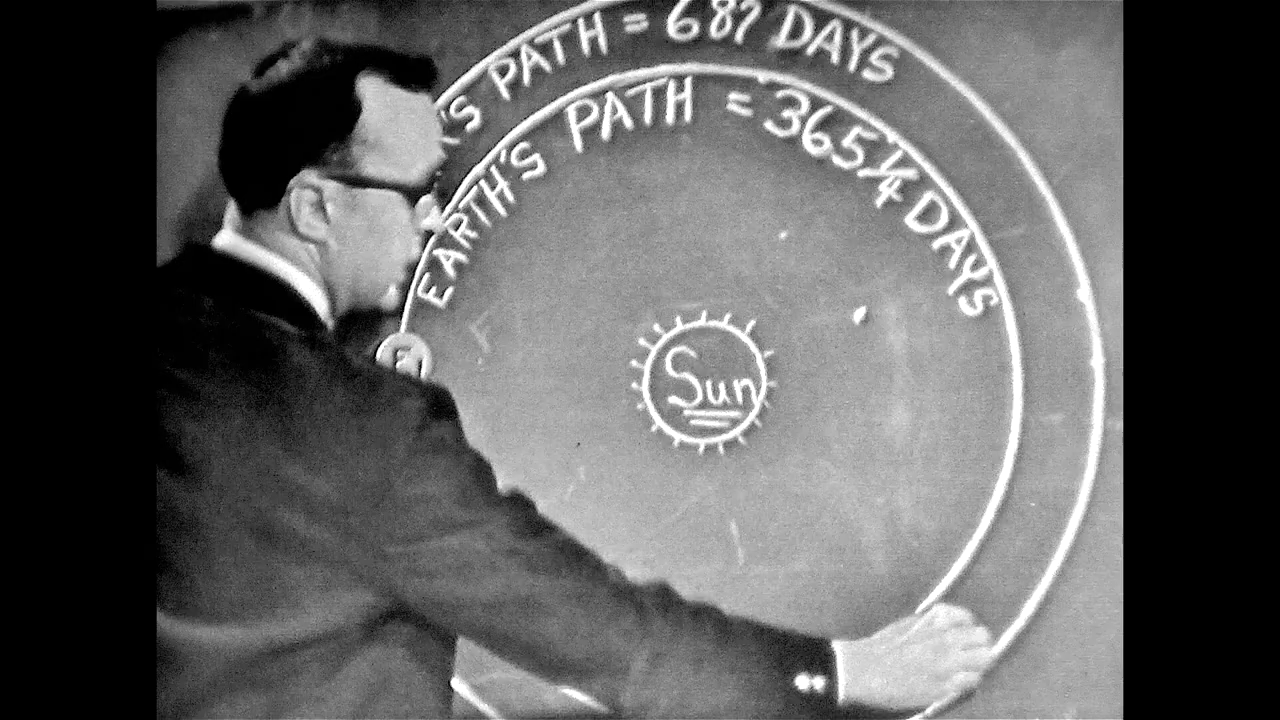 'S PATH = 687 DAYS
EARTH'S PATH = 365¼ DAYS
E
Sun